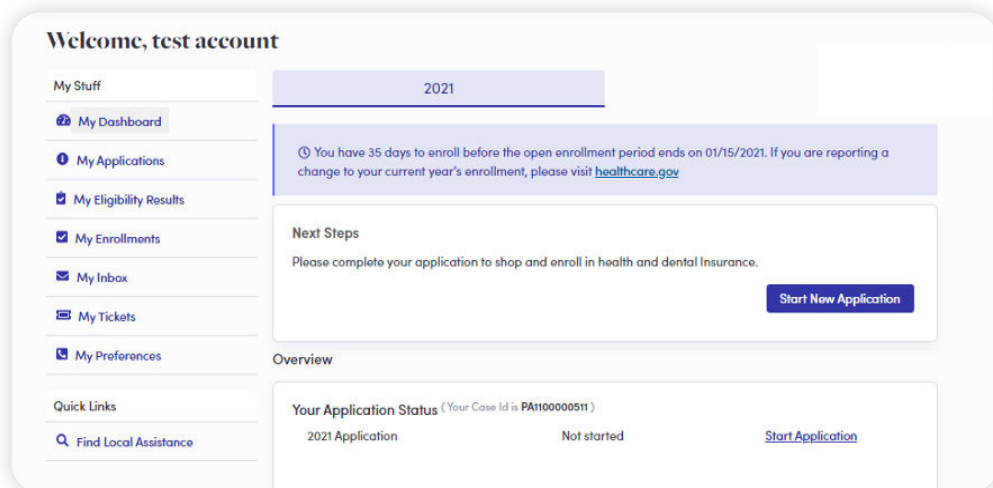 Welcome, test account
My Stuff
My Dashboard
My Applications
My Eligibility Results
My Enrollments
My Inbox
My Tickets
My Preferences
Quick Links
Find Local Assistance
2021
You have 35 days to enroll before the open enrollment period ends on 01/15/2021. If you are reporting a
change to your current year's enrollment, please visit healthcare.gov
Next Steps
Please complete your application to shop and enroll in health and dental Insurance.
Start New Application
Overview
Your Application Status (Your Case Id is PA1100000511)
2021 Application Not started Start Application